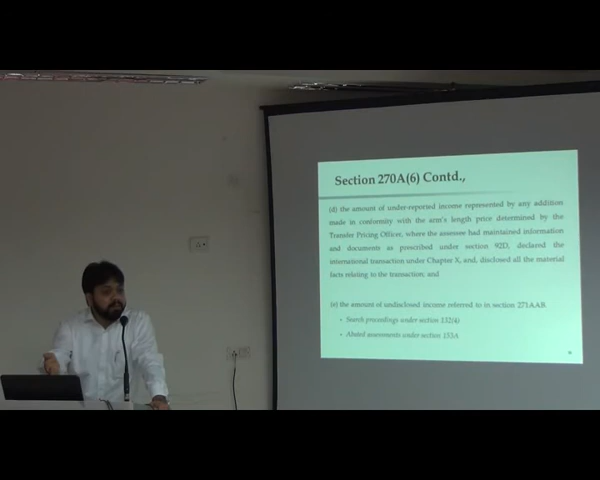 Section 270A(6) Contd.,
(d) the amount of under-reported income represented by any addition
made in conformity with the arm's length price determined by the
Transfer Pricing Officer, where the assessee had maintained information
and documents as prescribed under section 92D, declared the
international transaction under Chapter X, and, disclosed all the material
facts relating to the transaction; and
(e) the amount of undisclosed income referred to in section 271AAB.
Search proceedings under section 132(4)
Abated assessments under section 153A